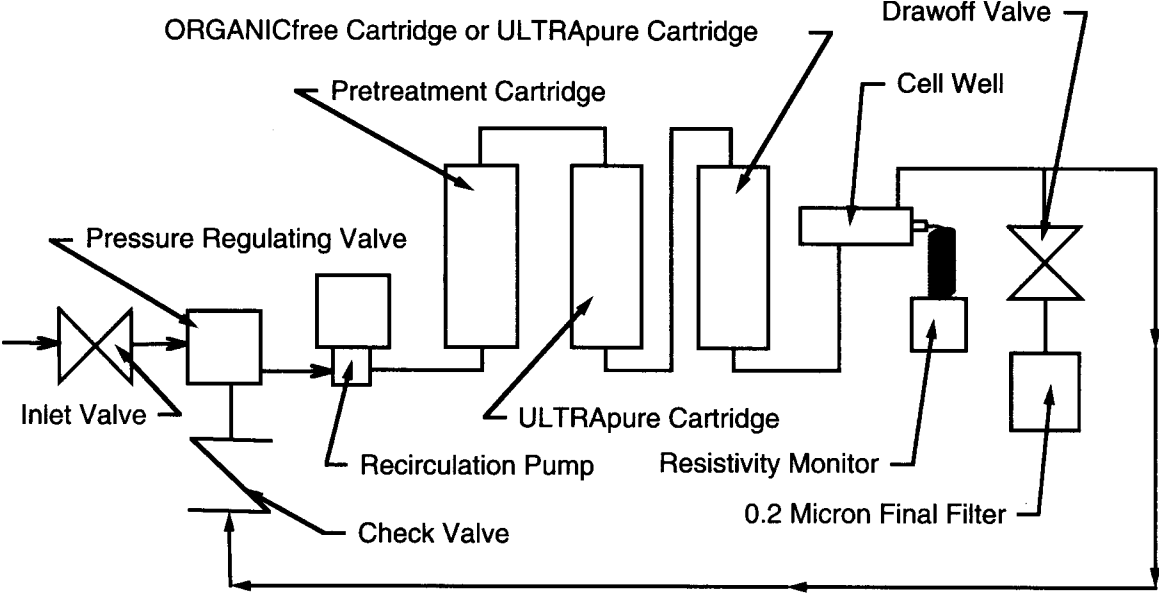 Drawoff Valve
ORGANICfree Cartridge or ULTRApure Cartridge
Cell Well
Pretreatment Cartridge
Pressure Regulating Valve
Inlet Valve
ULTRApure Cartridge
Recirculation Pump
Resistivity Monitor
0.2 Micron Final Filter
Check Valve